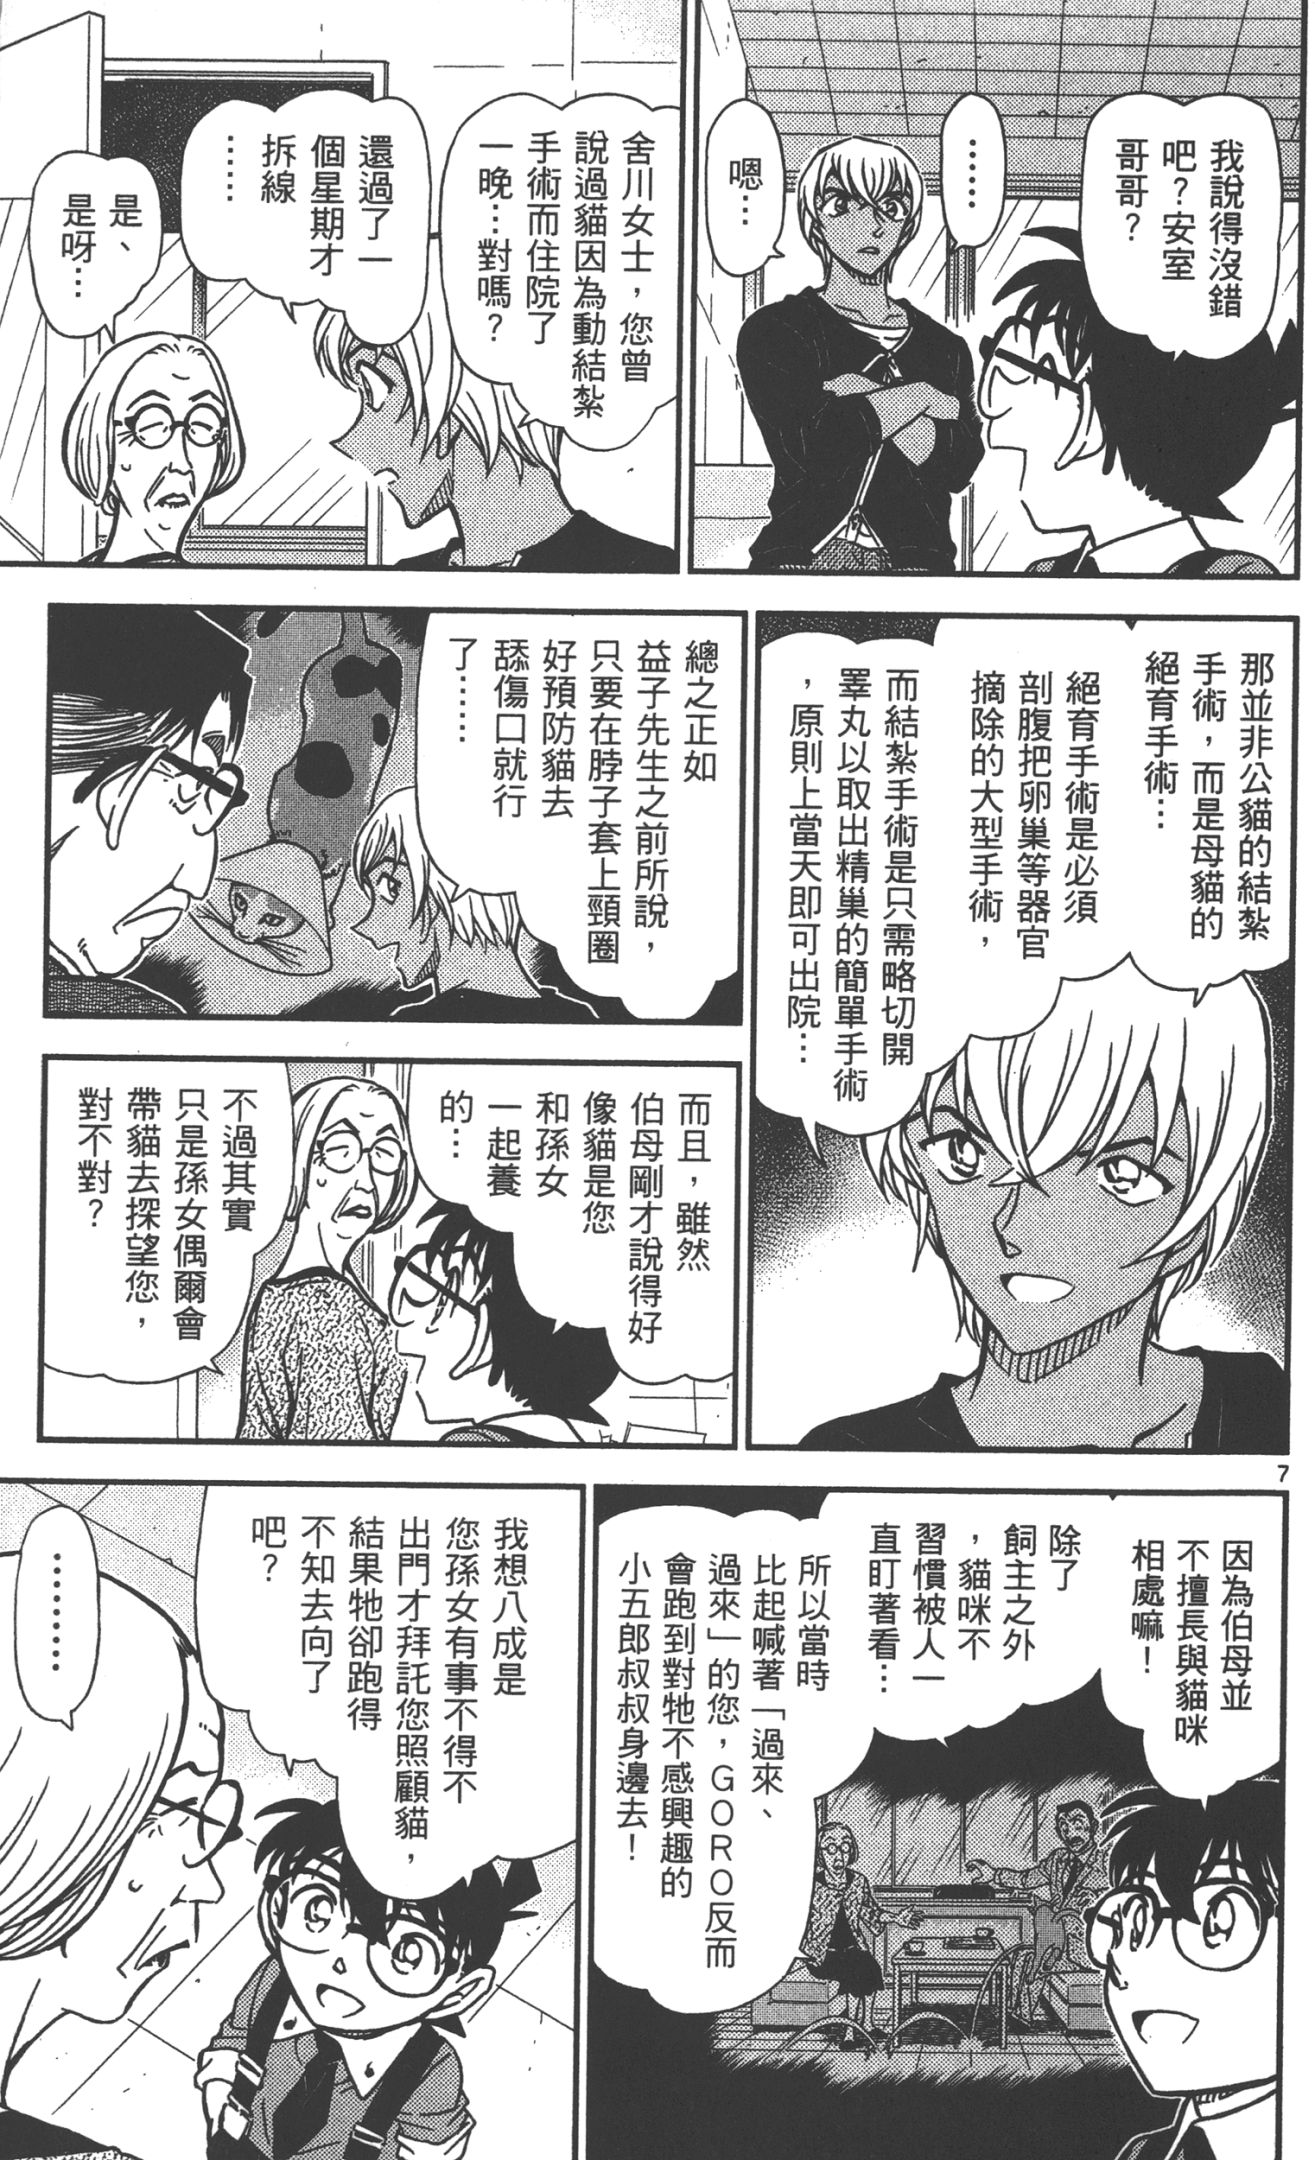 我說得沒錯
吧？安室
哥哥？
……
嗯…
舍川女士，您曾
說過貓因為動結紮
手術而住院了
一晚…對嗎？
還過了一
個星期才
拆線
……
是、
是呀…
那並非公貓的結紮
手術，而是母貓的
絕育手術…
絕育手術是必須
剖腹把卵巢等器官
摘除的大型手術，
而結紮手術是只需略切開
睪丸以取出精巢的簡單手術
，原則上當天即可出院…
總之正如
益子先生之前所說，
只要在脖子套上頸圈
好預防貓去
舔傷口就行
了……
而且，雖然
伯母剛才說得好
像貓是您
和孫女
一起養
的…
不過其實
只是孫女偶爾會
帶貓去探望您，
對不對？
7
因為伯母並
不擅長與貓咪
相處嘛！
除了
飼主之外
，貓咪不
習慣被人一
直盯著看…
所以當時
比起喊著「過來、
過來」的您，GORO反而
會跑到對牠不感興趣的
小五郎叔叔身邊去！
我想八成是
您孫女有事不得不
出門才拜託您照顧貓，
結果牠卻跑得
不知去向了
吧？
………